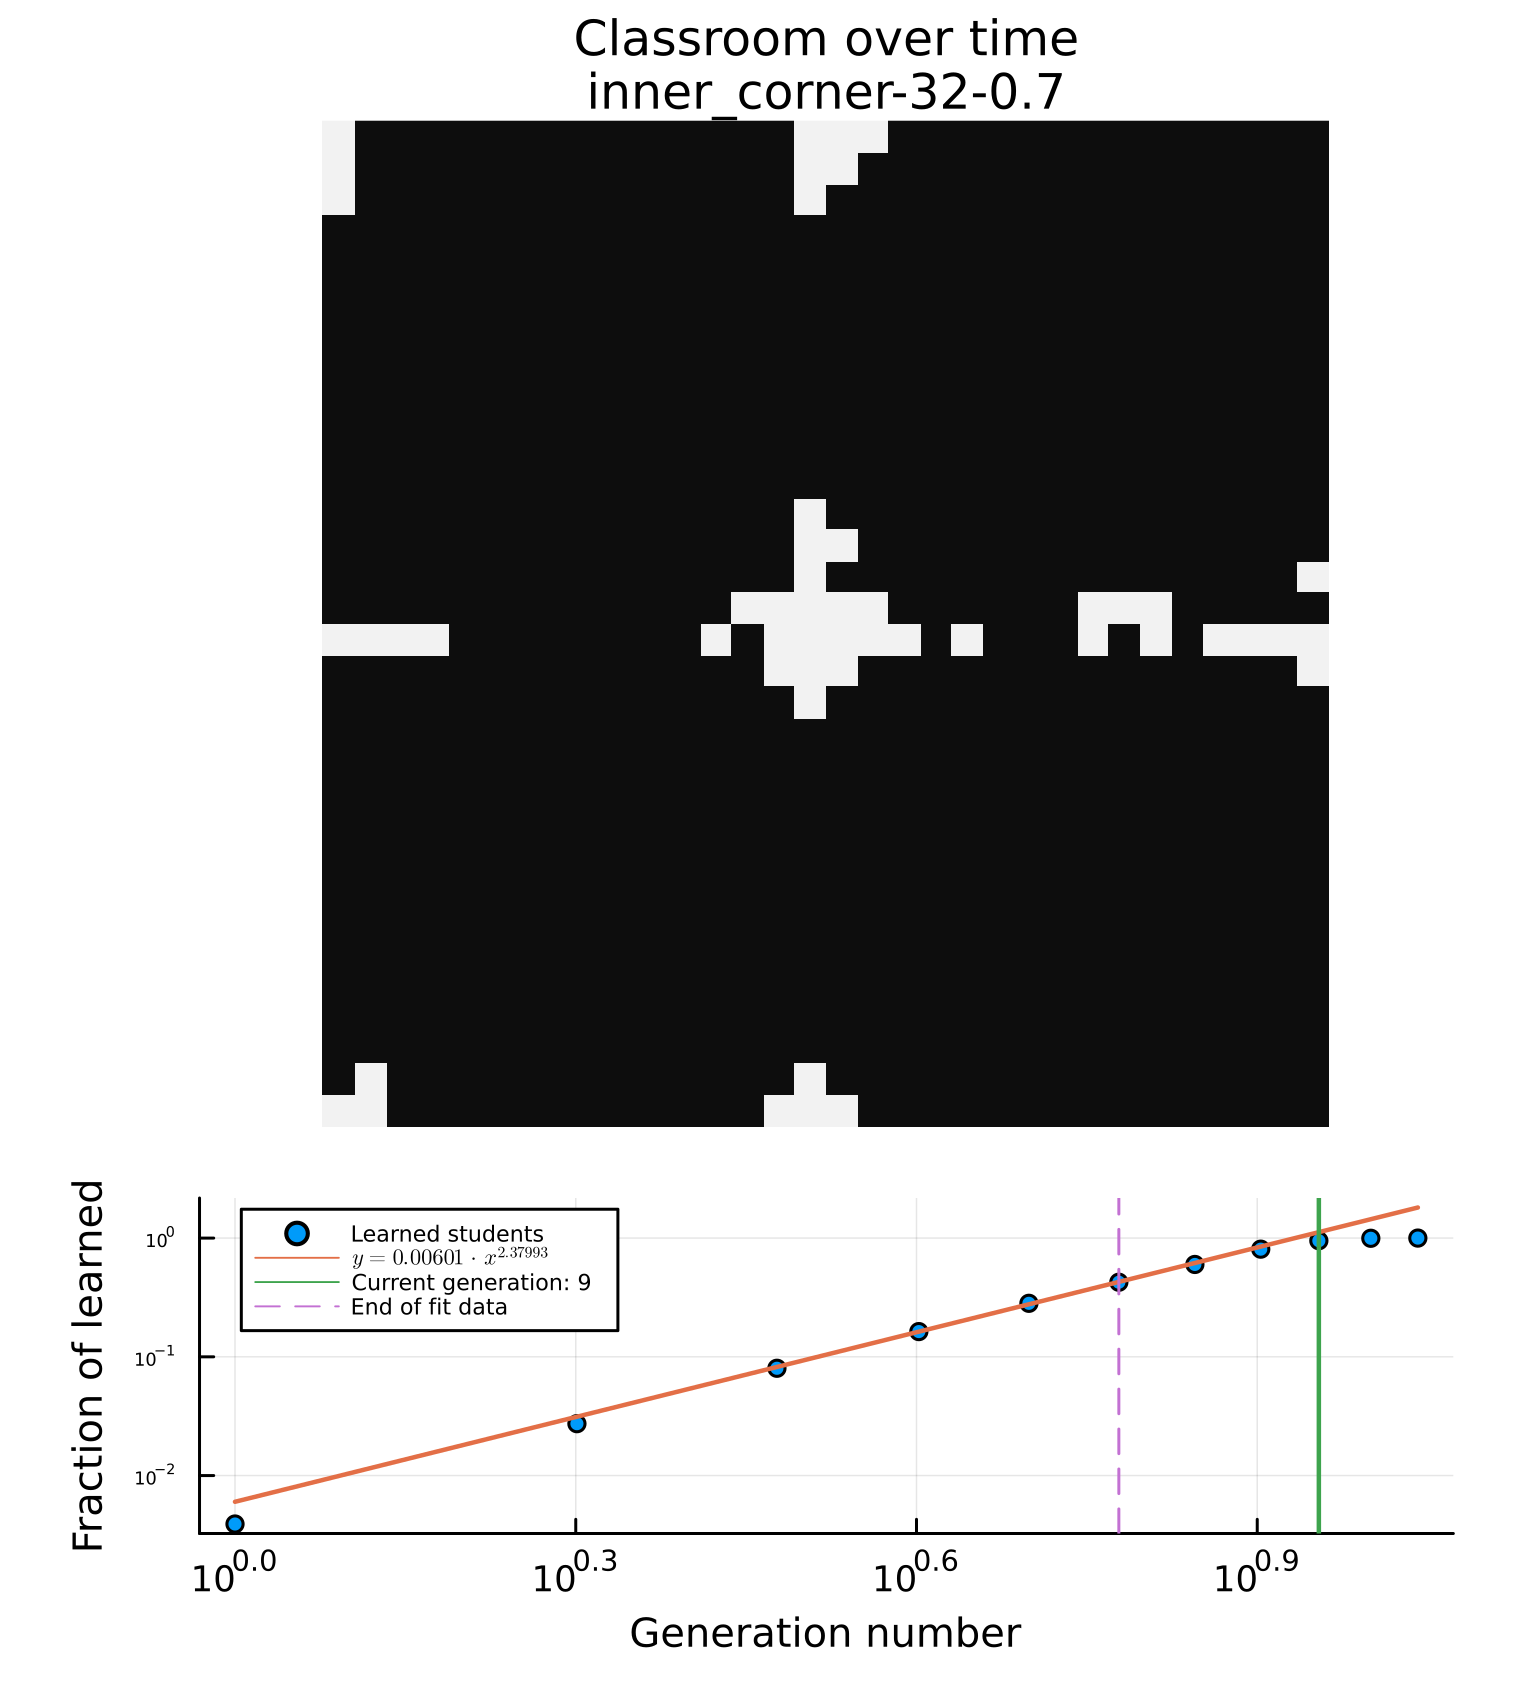 Classroom over time
inner_corner-32-0.7
Fraction of learned
10^0
10^−1
10^−2
Learned students
y = 0.00601 · x^2.37993
Current generation: 9
End of fit data
10^0.0 10^0.3 10^0.6 10^0.9
Generation number